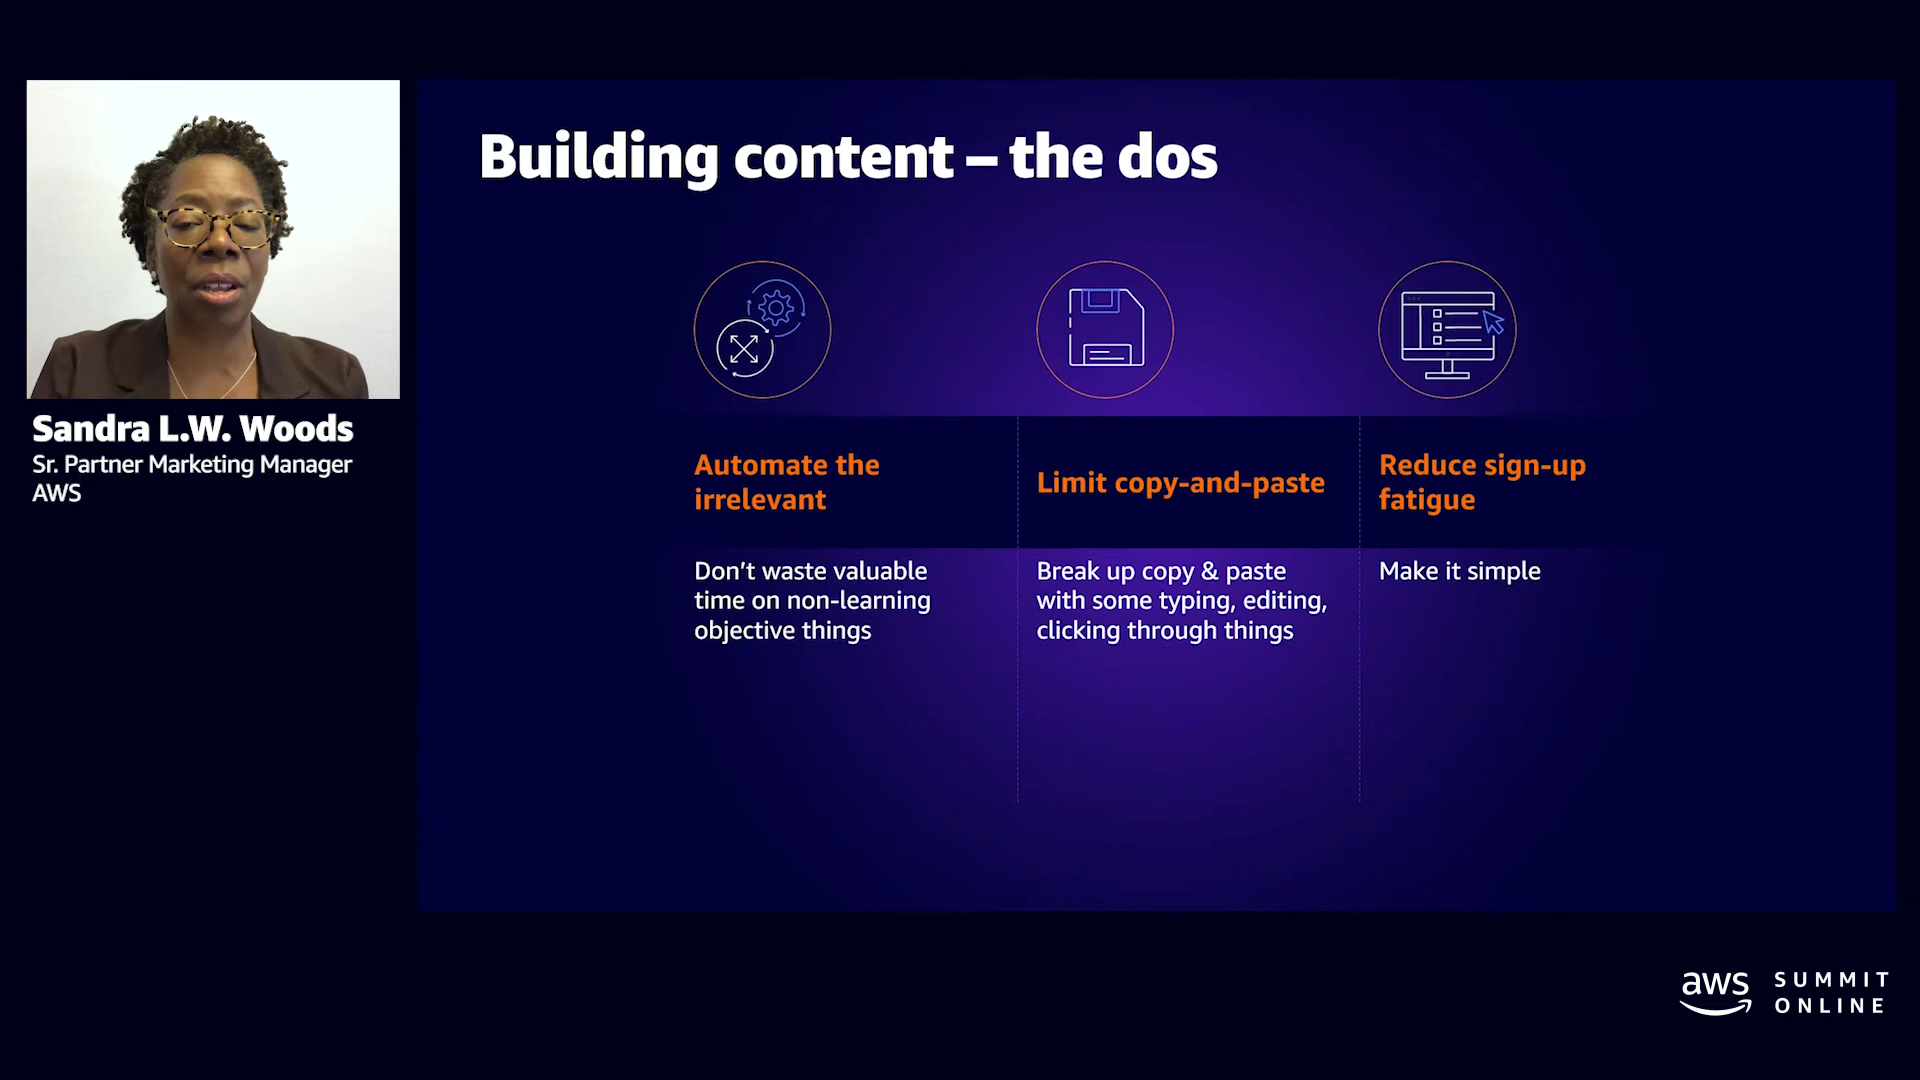 Building content – the dos
Sandra L.W. Woods
Sr. Partner Marketing Manager
AWS
Automate the
irrelevant
Don’t waste valuable
time on non-learning
objective things
Limit copy-and-paste
Break up copy & paste
with some typing, editing,
clicking through things
Reduce sign-up
fatigue
Make it simple
aws
SUMMIT
ONLINE